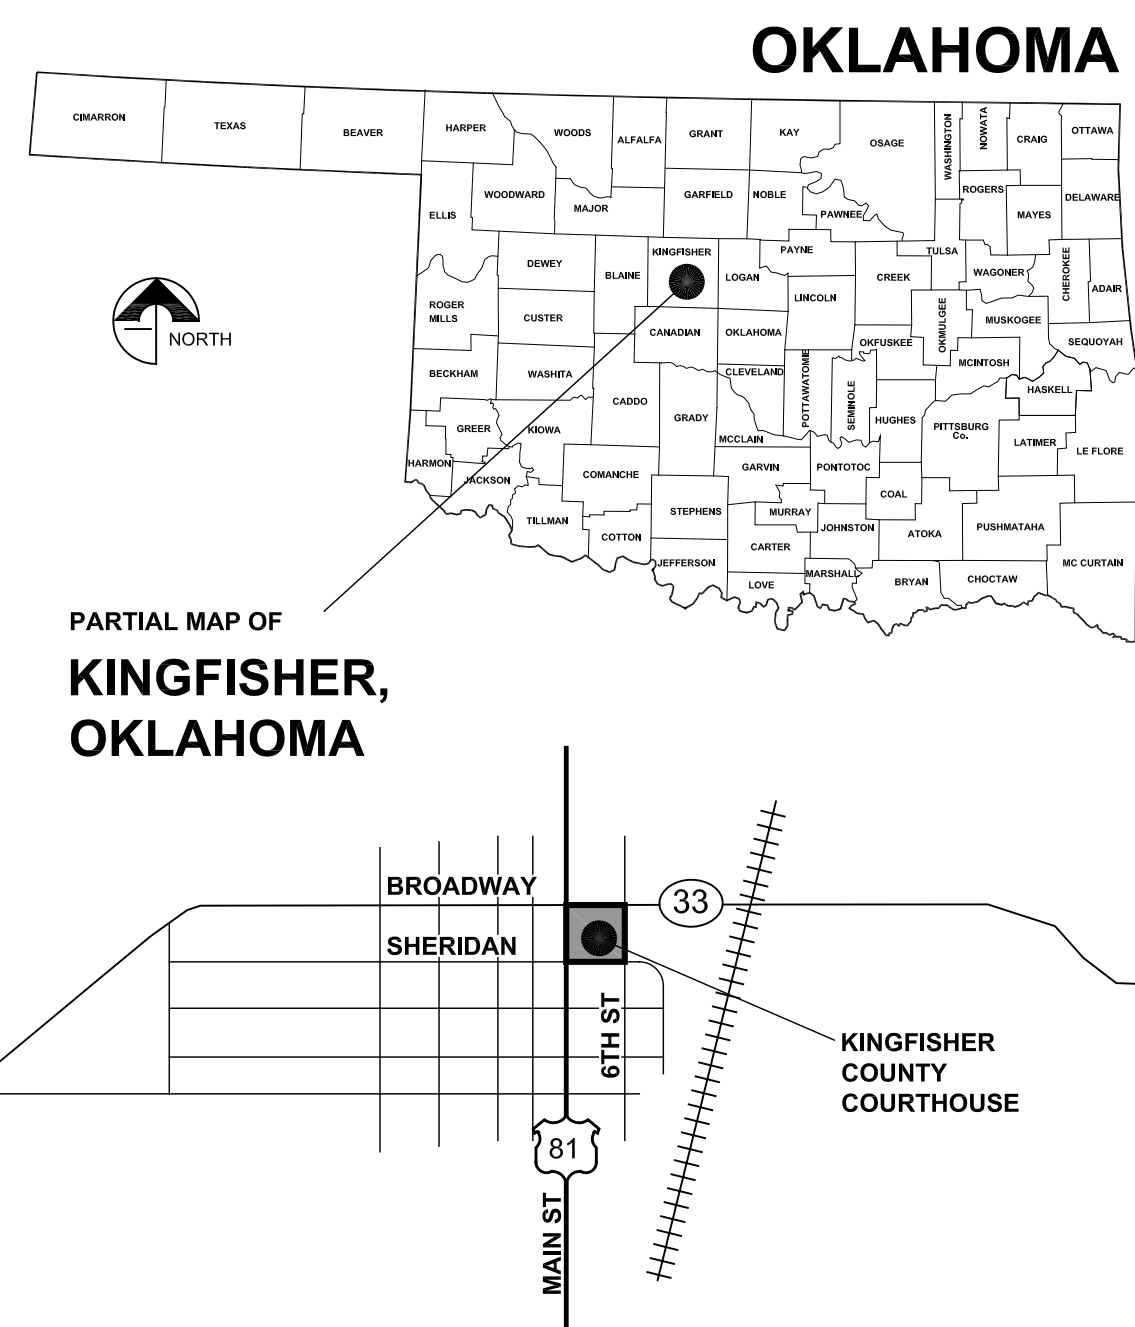 OKLAHOMA
CIMARRON
TEXAS
BEAVER
HARPER
WOODS
ALFALFA
GRANT
KAY
OSAGE
WASHINGTON
NOWATA
CRAIG
OTTAWA
ELLIS
WOODWARD
MAJOR
GARFIELD
NOBLE
PAWNEE
ROGERS
MAYES
DELAWARE
DEWEY
BLAINE
KINGFISHER
LOGAN
PAYNE
LINCOLN
CREEK
TULSA
WAGONER
CHEROKEE
ADAIR
ROGER
MILLS
CUSTER
CANADIAN
OKLAHOMA
OKFUSKEE
OKMULGEE
MUSKOGEE
SEQUOYAH
BECKHAM
WASHITA
CADDO
GRADY
CLEVELAND
POTTAWATOMIE
SEMINOLE
HUGHES
MCINTOSH
HASKELL
PITTSBURG
Co.
LATIMER
LE FLORE
GREER
KIOWA
MCCLAIN
HARMON
JACKSON
COMANCHE
GARVIN
PONTOTOC
COAL
TILLMAN
COTTON
STEPHENS
MURRAY
JOHNSTON
ATOKA
PUSHMATAHA
JEFFERSON
CARTER
LOVE
MARSHALL
BRYAN
CHOCTAW
MC CURTAIN
NORTH
PARTIAL MAP OF
KINGFISHER,
OKLAHOMA
BROADWAY
33
SHERIDAN
6TH ST
KINGFISHER
COUNTY
COURTHOUSE
81
MAIN ST